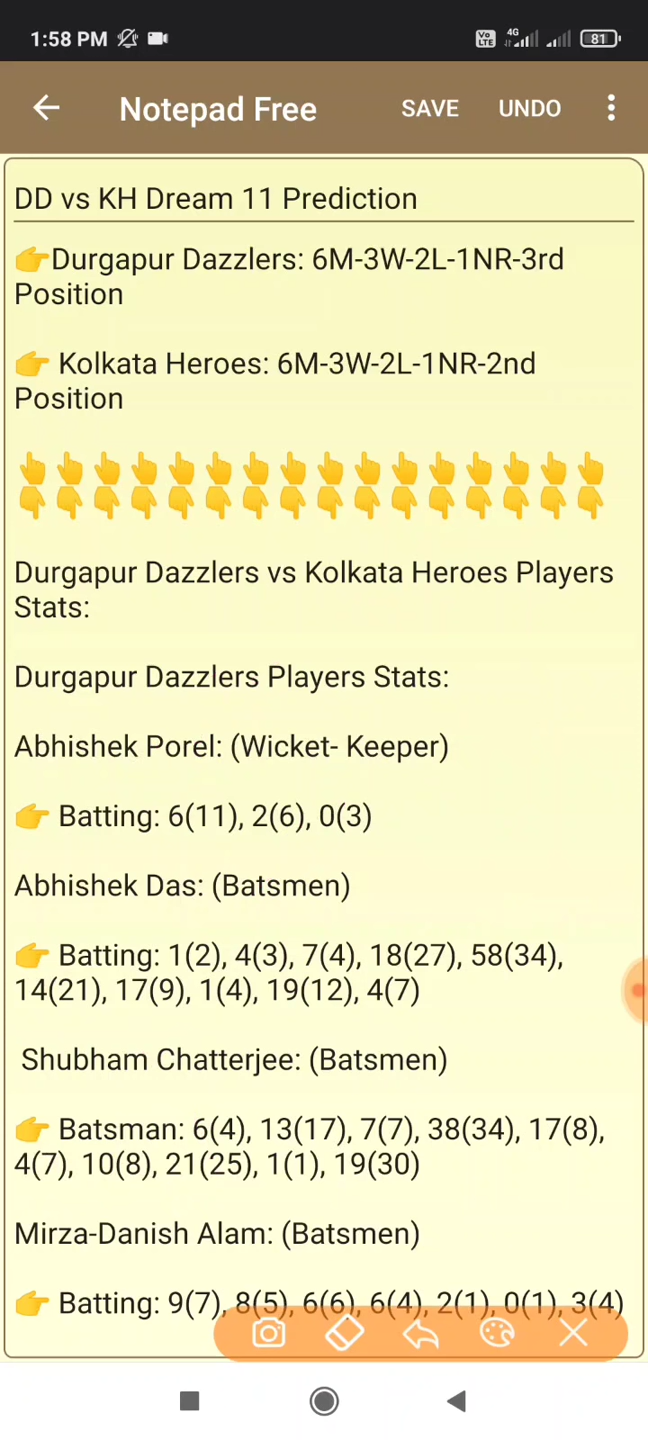 1:58 PM
Vo LTE 4G 81
Notepad Free SAVE UNDO
DD vs KH Dream 11 Prediction
👉Durgapur Dazzlers: 6M-3W-2L-1NR-3rd
Position
👉 Kolkata Heroes: 6M-3W-2L-1NR-2nd
Position
👆👆👆👆👆👆👆👆👆👆👆👆👆👆👆👆
👇👇👇👇👇👇👇👇👇👇👇👇👇👇👇👇
Durgapur Dazzlers vs Kolkata Heroes Players
Stats:
Durgapur Dazzlers Players Stats:
Abhishek Porel: (Wicket- Keeper)
👉 Batting: 6(11), 2(6), 0(3)
Abhishek Das: (Batsmen)
👉 Batting: 1(2), 4(3), 7(4), 18(27), 58(34),
14(21), 17(9), 1(4), 19(12), 4(7)
Shubham Chatterjee: (Batsmen)
👉 Batsman: 6(4), 13(17), 7(7), 38(34), 17(8),
4(7), 10(8), 21(25), 1(1), 19(30)
Mirza-Danish Alam: (Batsmen)
👉 Batting: 9(7), 8(5), 6(6), 6(4), 2(1), 0(1), 3(4)